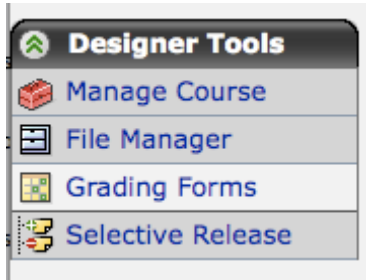 Designer Tools
Manage Course
File Manager
Grading Forms
Selective Release